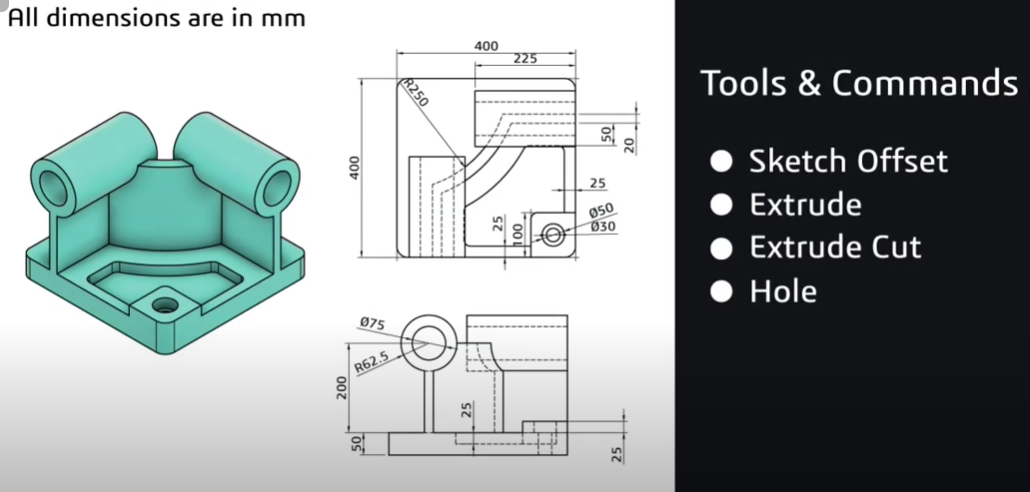 All dimensions are in mm
400
225
R250
50
20
400
25
25
100
Ø50
Ø30
Ø75
R62.5
200
25
50
25
Tools & Commands
● Sketch Offset
● Extrude
● Extrude Cut
● Hole